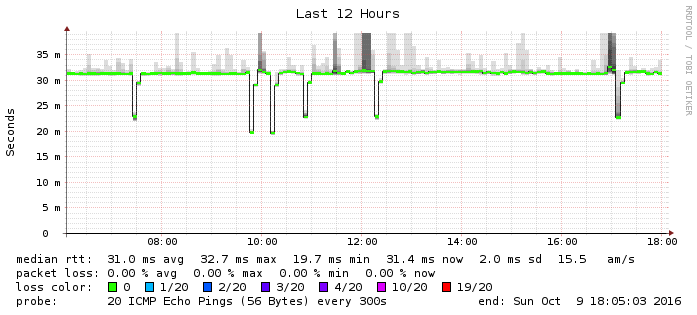 Last 12 Hours
RRDTOOL / TOBI OETIKER
Seconds
35 m
30 m
25 m
20 m
15 m
10 m
5 m
0
08:00 10:00 12:00 14:00 16:00 18:00
median rtt: 31.0 ms avg 32.7 ms max 19.7 ms min 31.4 ms now 2.0 ms sd 15.5 am/s
packet loss: 0.00 % avg 0.00 % max 0.00 % min 0.00 % now
loss color: 0 1/20 2/20 3/20 4/20 10/20 19/20
probe: 20 ICMP Echo Pings (56 Bytes) every 300s end: Sun Oct 9 18:05:03 2016